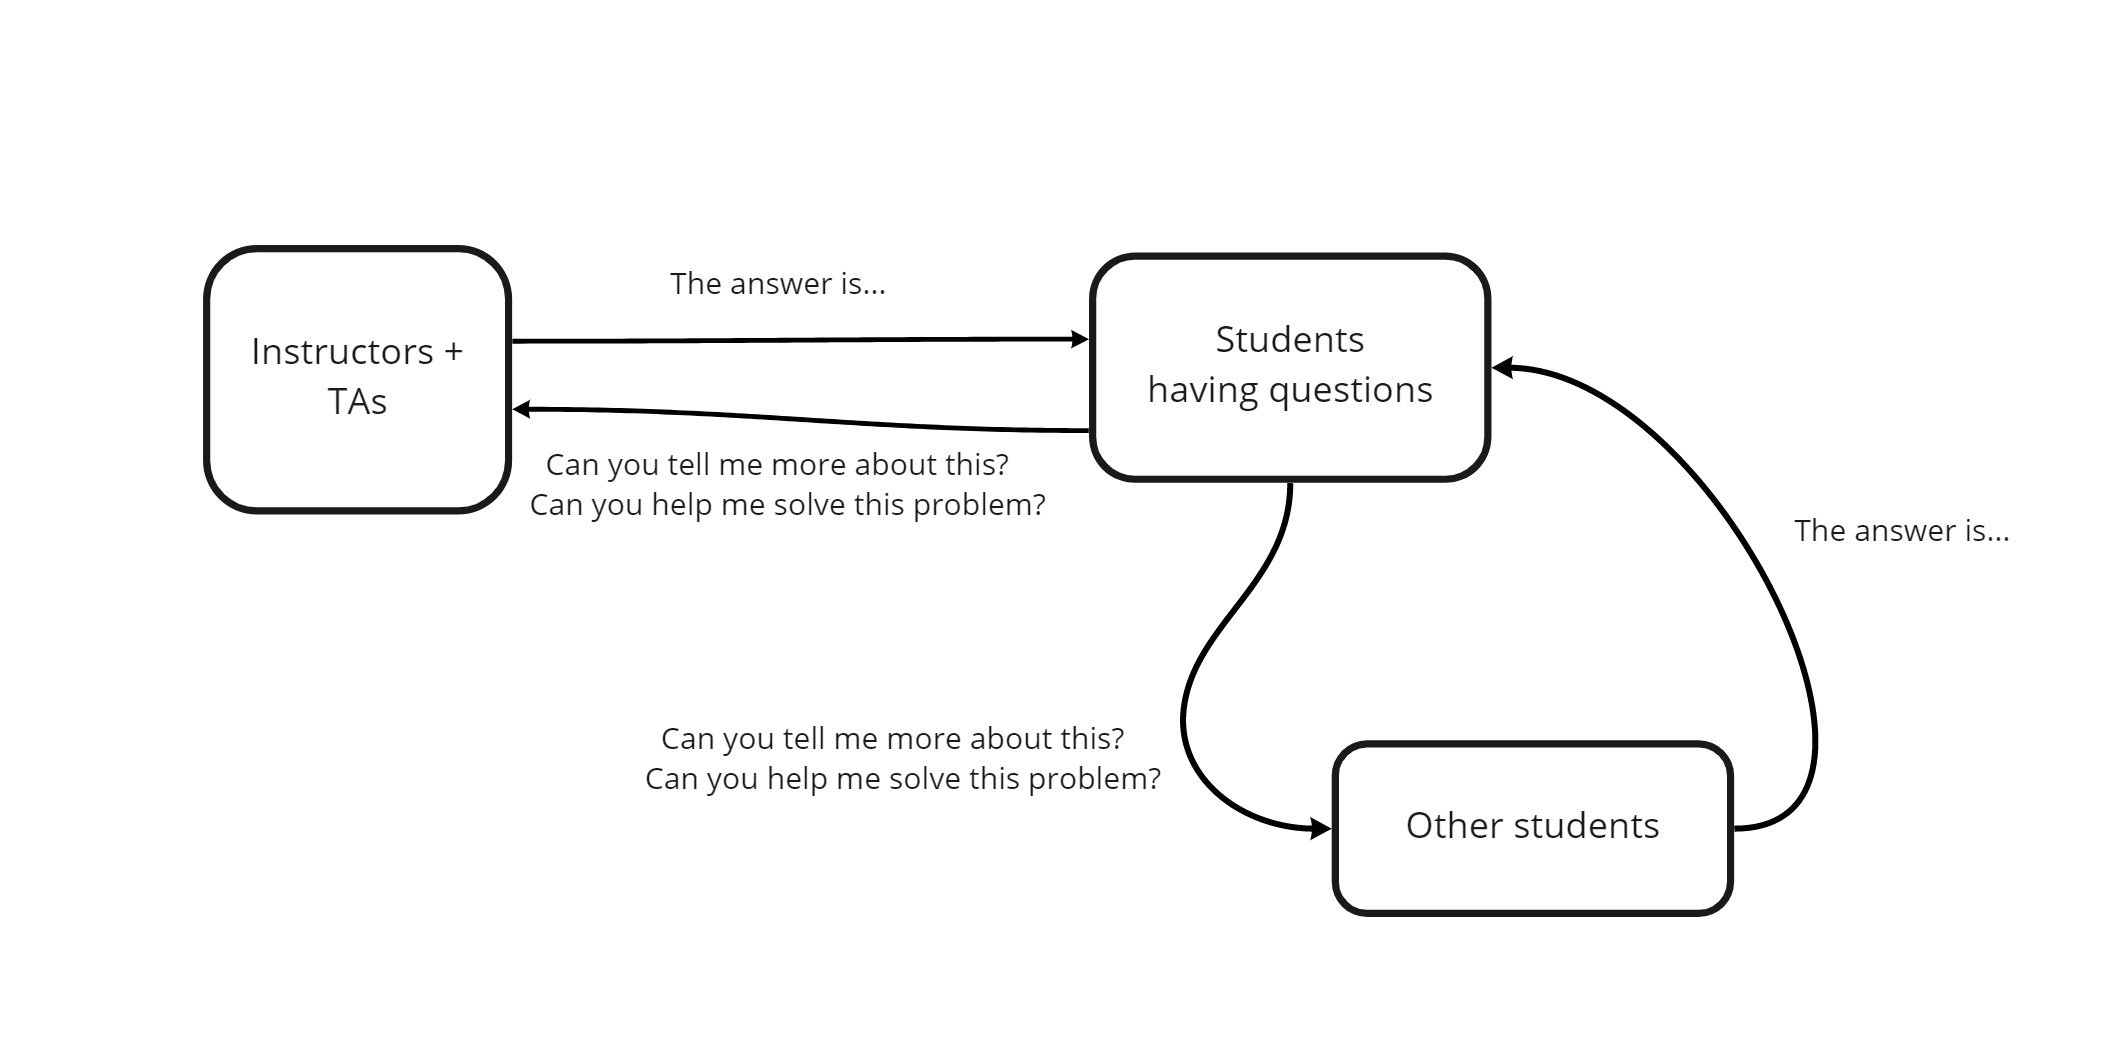 The answer is...
Instructors +
TAs
Students
having questions
Can you tell me more about this?
Can you help me solve this problem?
The answer is...
Can you tell me more about this?
Can you help me solve this problem?
Other students